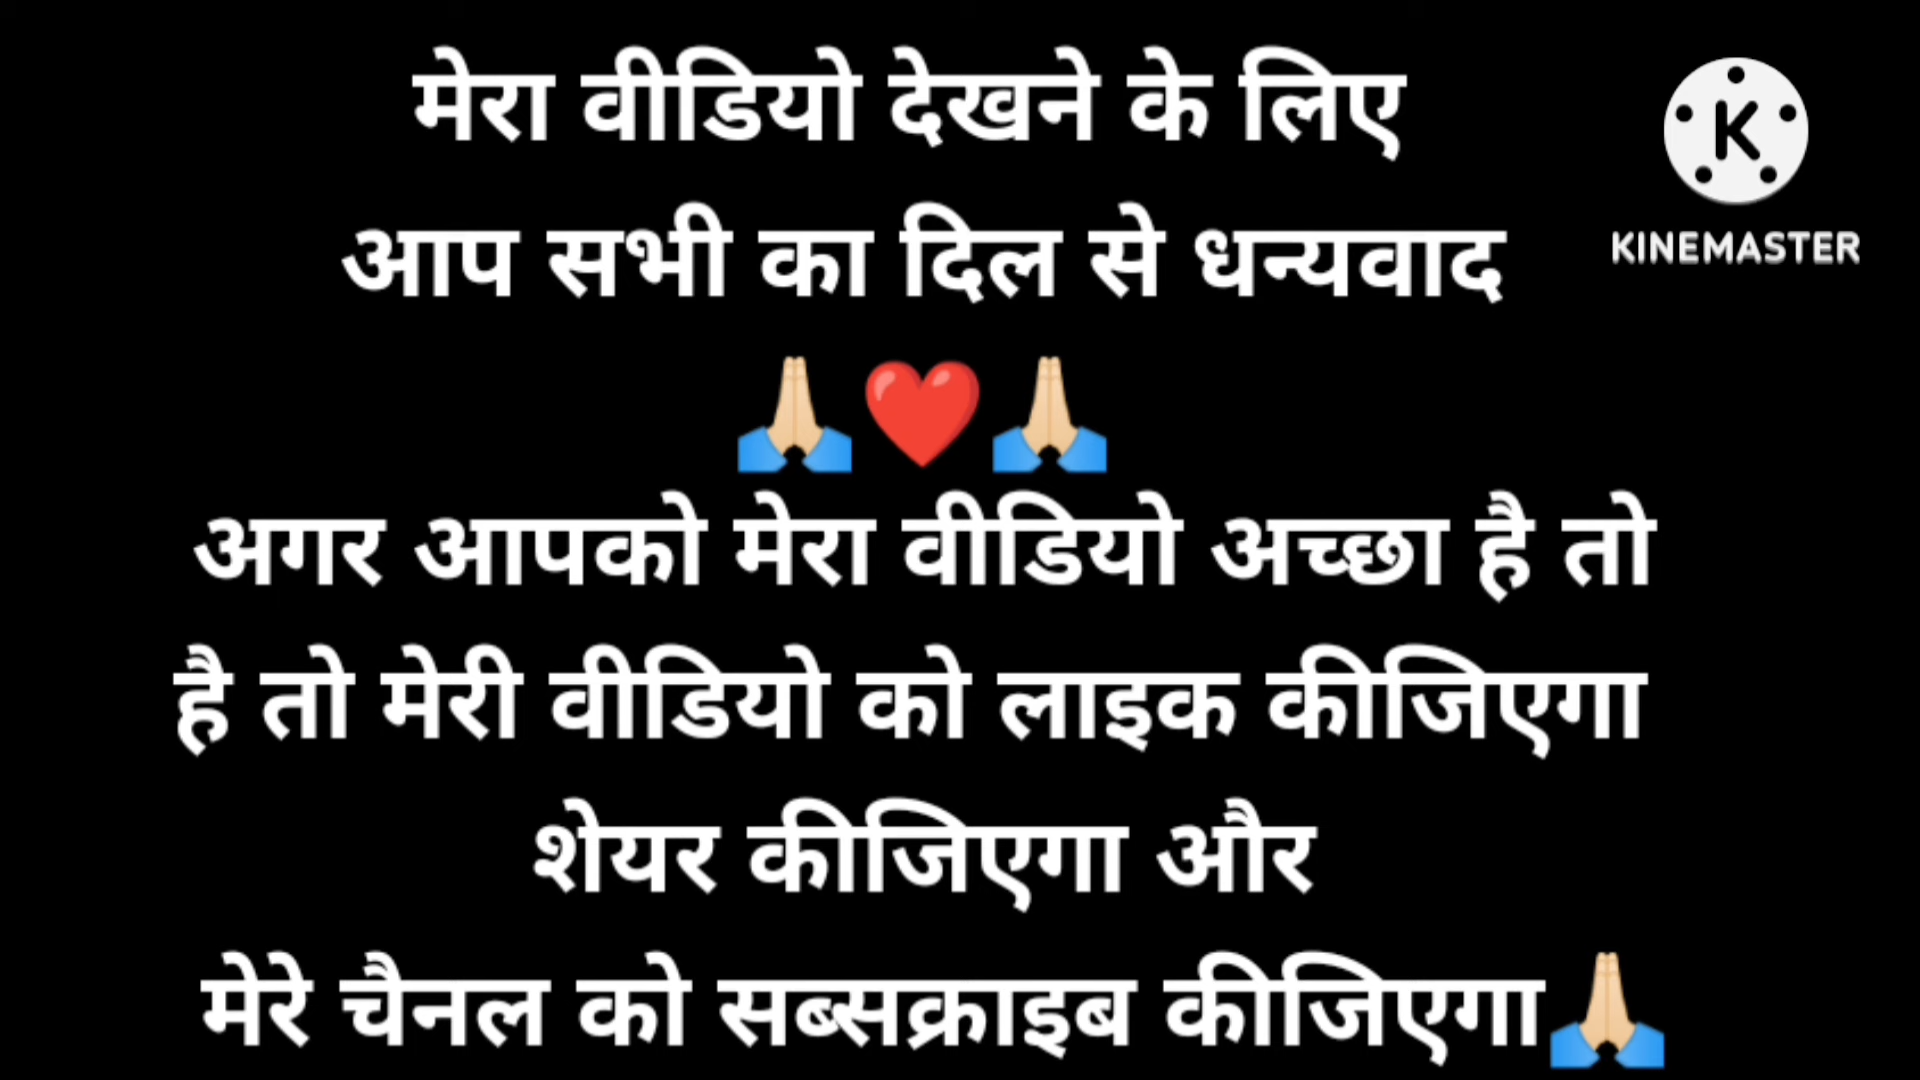 मेरा वीडियो देखने के लिए
आप सभी का दिल से धन्यवाद
🙏🏻❤️🙏🏻
अगर आपको मेरा वीडियो अच्छा है तो
है तो मेरी वीडियो को लाइक कीजिएगा
शेयर कीजिएगा और
मेरे चैनल को सब्सक्राइब कीजिएगा🙏🏻
K
KINEMASTER